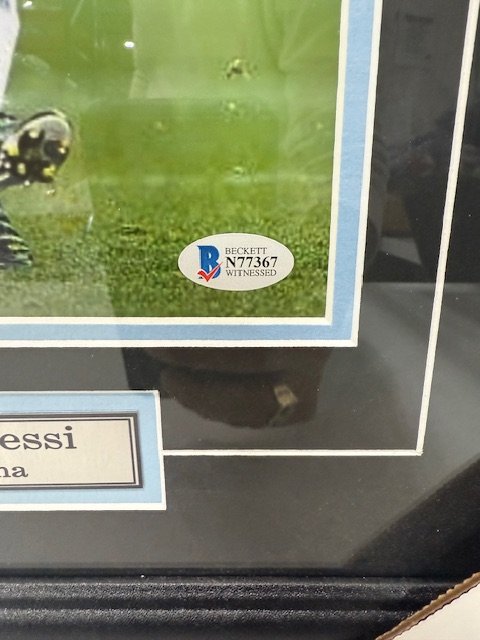 BECKETT
N77367
WITNESSED
essi
na